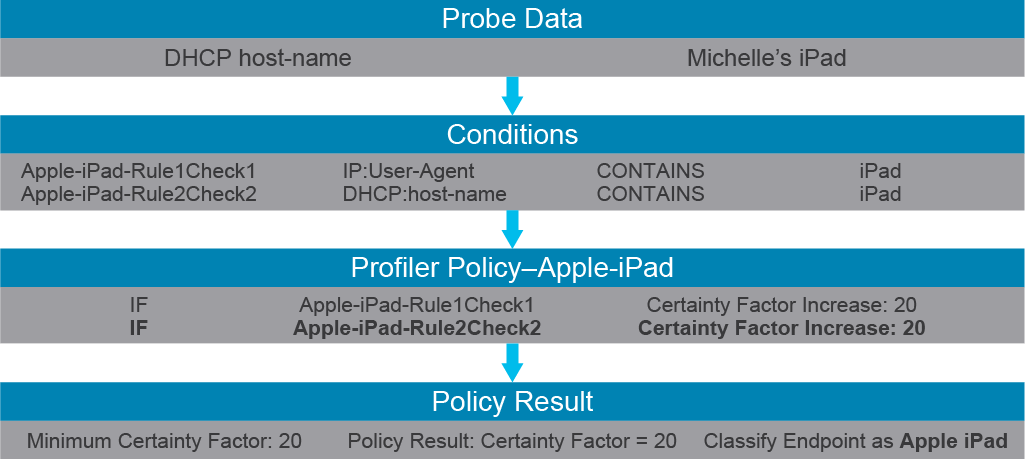 Probe Data
DHCP host-name Michelle’s iPad
Conditions
Apple-iPad-Rule1Check1 IP:User-Agent CONTAINS iPad
Apple-iPad-Rule2Check2 DHCP:host-name CONTAINS iPad
Profiler Policy–Apple-iPad
IF Apple-iPad-Rule1Check1 Certainty Factor Increase: 20
IF Apple-iPad-Rule2Check2 Certainty Factor Increase: 20
Policy Result
Minimum Certainty Factor: 20 Policy Result: Certainty Factor = 20 Classify Endpoint as Apple iPad